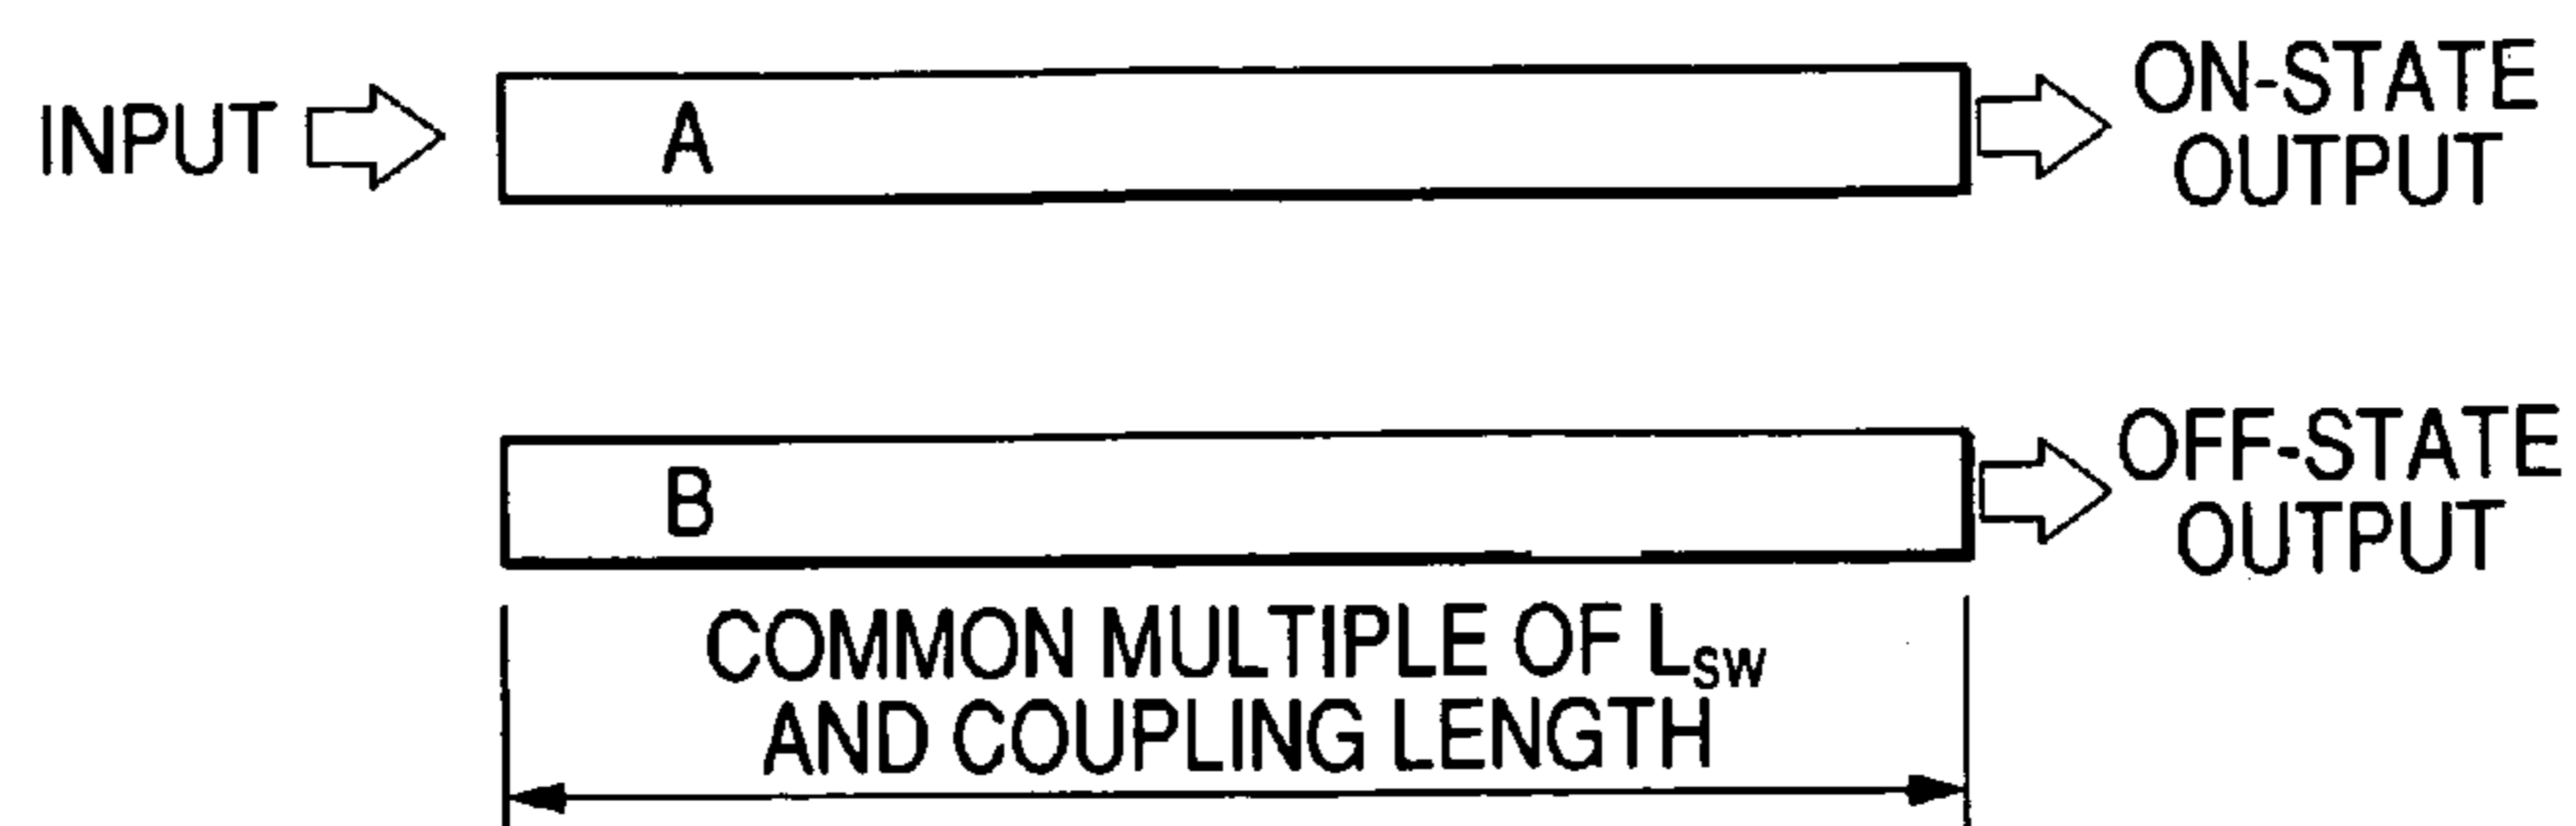 INPUT
A
ON-STATE
OUTPUT
B
OFF-STATE
OUTPUT
COMMON MULTIPLE OF LSW
AND COUPLING LENGTH